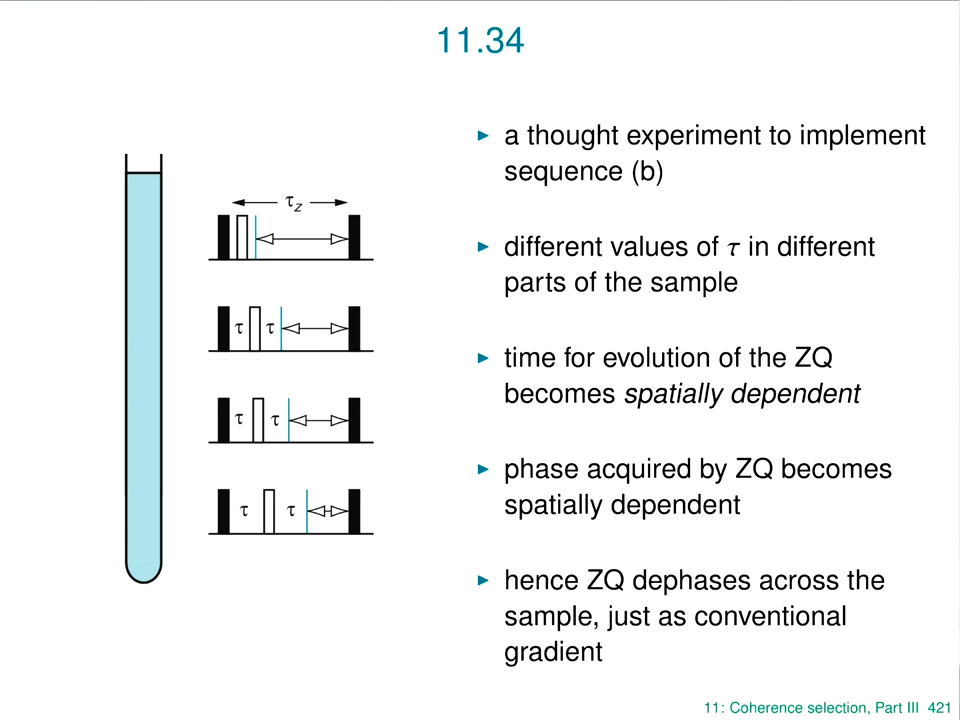 11.34
τz
τ τ
τ τ
τ τ
▶ a thought experiment to implement
sequence (b)
▶ different values of τ in different
parts of the sample
▶ time for evolution of the ZQ
becomes spatially dependent
▶ phase acquired by ZQ becomes
spatially dependent
▶ hence ZQ dephases across the
sample, just as conventional
gradient
11: Coherence selection, Part III 421